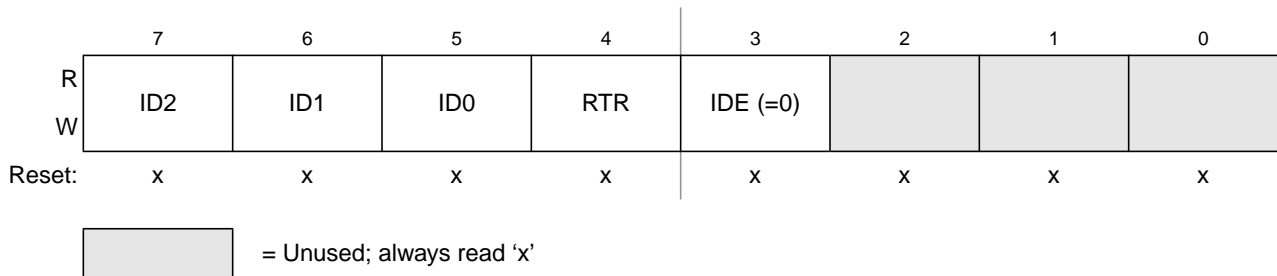 7 6 5 4 3 2 1 0
R
W
ID2 ID1 ID0 RTR IDE (=0)
Reset: x x x x x x x x
= Unused; always read ‘x’